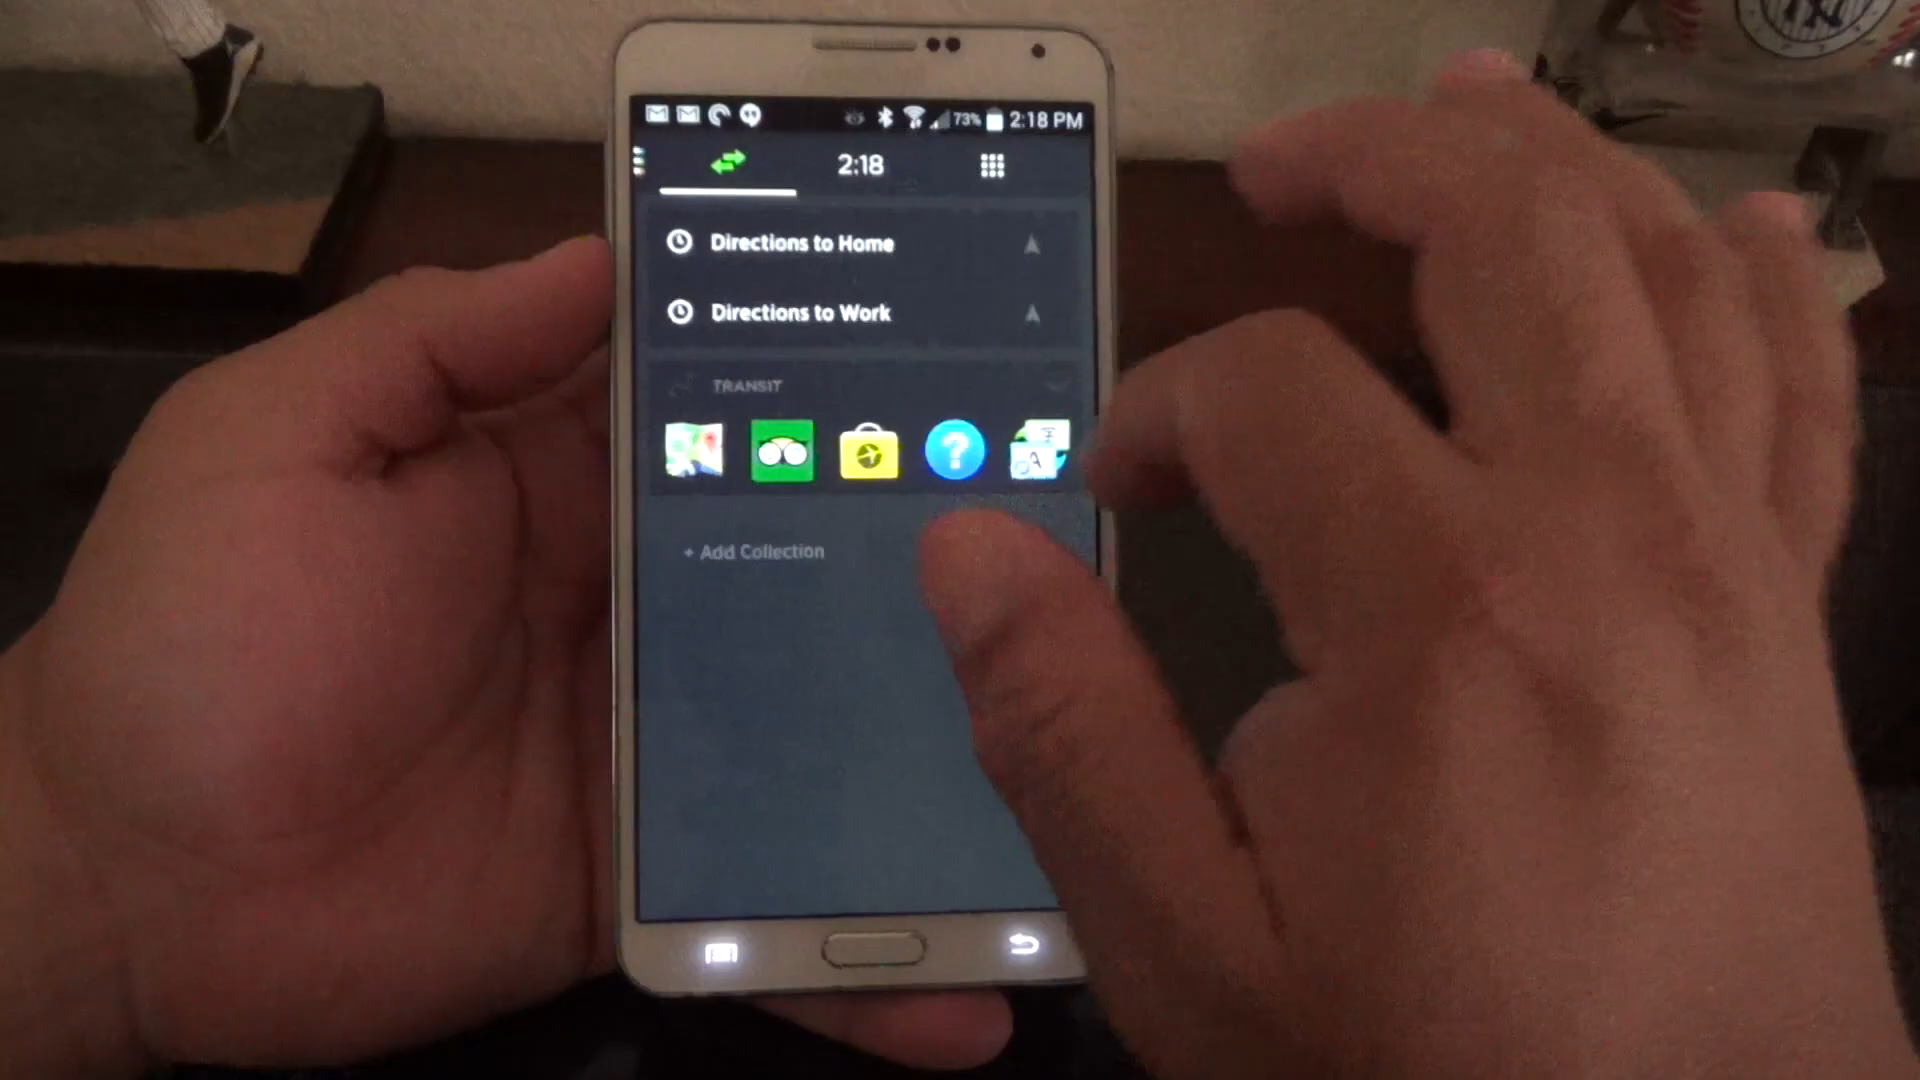 73% 2:18 PM
2:18
Directions to Home
Directions to Work
TRANSIT
?
A
+ Add Collection